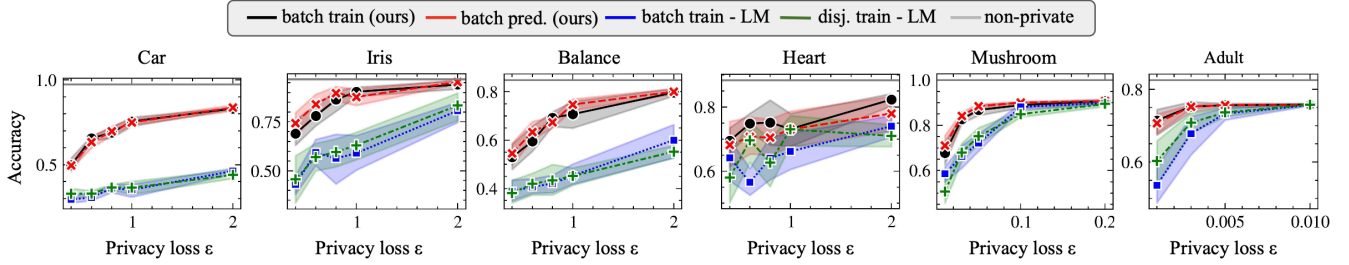 batch train (ours) batch pred. (ours) batch train - LM disj. train - LM non-private
Car Iris Balance Heart Mushroom Adult
Accuracy
1.0
0.5
1 2
Privacy loss ε
0.75
0.50
1 2
Privacy loss ε
0.8
0.6
0.4
1 2
Privacy loss ε
0.8
0.6
1 2
Privacy loss ε
1.0
0.8
0.6
0.1 0.2
Privacy loss ε
0.8
0.6
0.005 0.010
Privacy loss ε